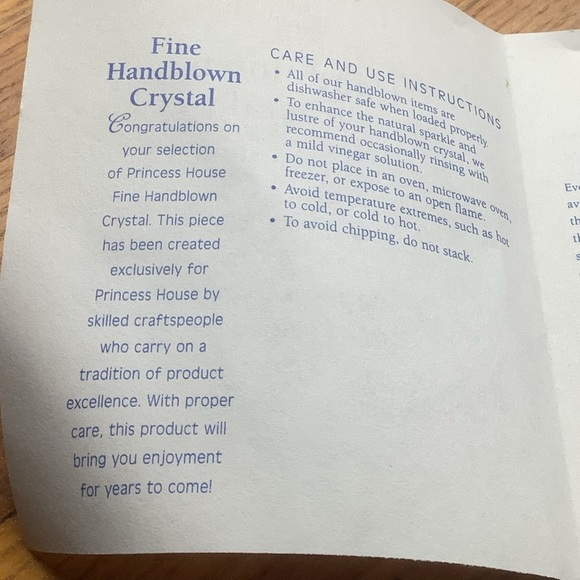 Fine
Handblown
Crystal
Congratulations on
your selection
of Princess House
Fine Handblown
Crystal. This piece
has been created
exclusively for
Princess House by
skilled craftspeople
who carry on a
tradition of product
excellence. With proper
care, this product will
bring you enjoyment
for years to come!
CARE AND USE INSTRUCTIONS
• All of our handblown items are
dishwasher safe when loaded properly.
• To enhance the natural sparkle and
lustre of your handblown crystal, we
recommend occasionally rinsing with
a mild vinegar solution.
• Do not place in an oven, microwave oven,
freezer, or expose to an open flame.
• Avoid temperature extremes, such as hot
to cold, or cold to hot.
• To avoid chipping, do not stack.